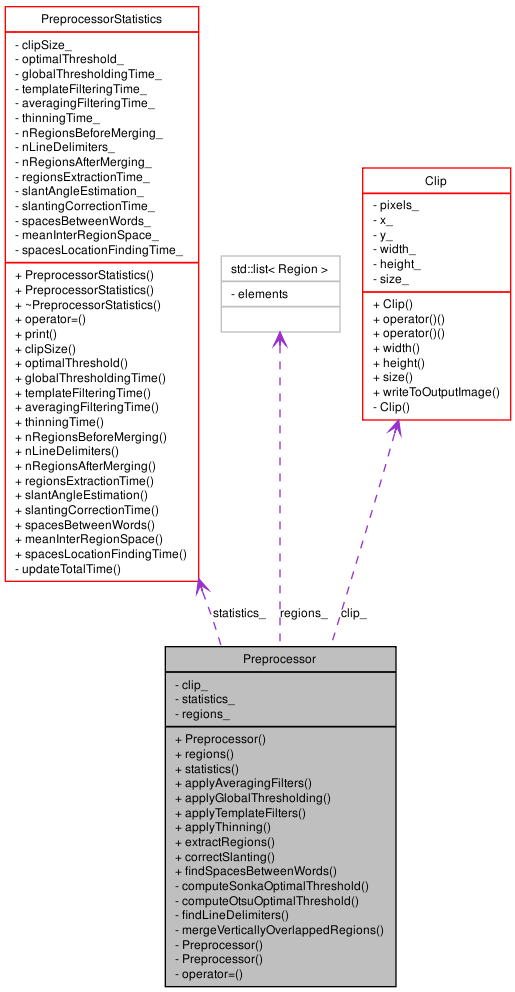 PreprocessorStatistics
- clipSize_
- optimalThreshold_
- globalThresholdingTime_
- templateFilteringTime_
- averagingFilteringTime_
- thinningTime_
- nRegionsBeforeMerging_
- nLineDelimiters_
- nRegionsAfterMerging_
- regionsExtractionTime_
- slantAngleEstimation_
- slantingCorrectionTime_
- spacesBetweenWords_
- meanInterRegionSpace_
- spacesLocationFindingTime_
+ PreprocessorStatistics()
+ PreprocessorStatistics()
+ ~PreprocessorStatistics()
+ operator=()
+ print()
+ clipSize()
+ optimalThreshold()
+ globalThresholdingTime()
+ templateFilteringTime()
+ averagingFilteringTime()
+ thinningTime()
+ nRegionsBeforeMerging()
+ nLineDelimiters()
+ nRegionsAfterMerging()
+ regionsExtractionTime()
+ slantAngleEstimation()
+ slantingCorrectionTime()
+ spacesBetweenWords()
+ meanInterRegionSpace()
+ spacesLocationFindingTime()
- updateTotalTime()
std::list< Region >
- elements
Clip
- pixels_
- x_
- y_
- width_
- height_
- size_
+ Clip()
+ operator()()
+ operator()()
+ width()
+ height()
+ size()
+ writeToOutputImage()
- Clip()
statistics_
regions_
clip_
Preprocessor
- clip_
- statistics_
- regions_
+ Preprocessor()
+ regions()
+ statistics()
+ applyAveragingFilters()
+ applyGlobalThresholding()
+ applyTemplateFilters()
+ applyThinning()
+ extractRegions()
+ correctSlanting()
+ findSpacesBetweenWords()
- computeSonkaOptimalThreshold()
- computeOtsuOptimalThreshold()
- findLineDelimiters()
- mergeVerticallyOverlappedRegions()
- Preprocessor()
- Preprocessor()
- operator=()